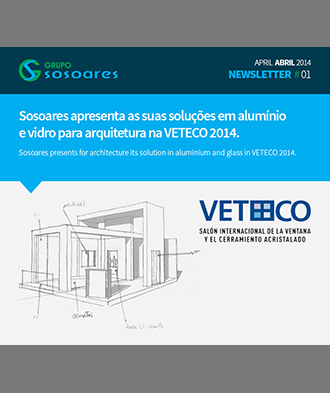 GRUPO
sosoares
APRIL ABRIL 2014
NEWSLETTER #01
Sosoares apresenta as suas soluções em alumínio
e vidro para arquitetura na VETECO 2014.
Sosoares presents for architecture its solution in aluminium and glass in VETECO 2014.
VETECO
SALÓN INTERNACIONAL DE LA VENTANA
Y EL CERRAMIENTO ACRISTALADO